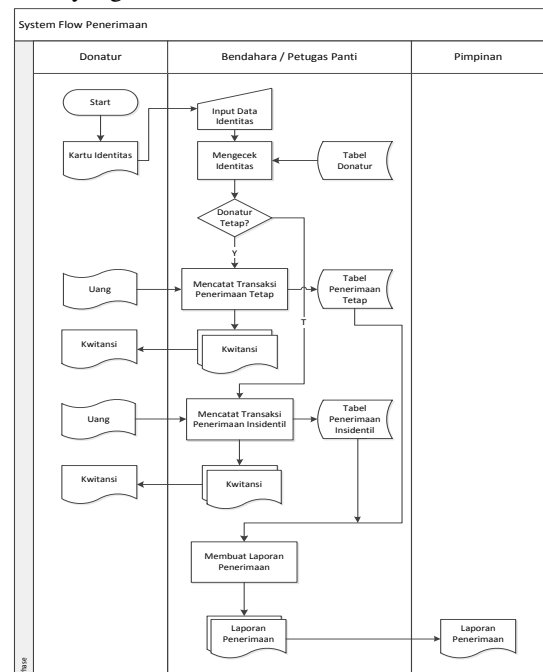 System Flow Penerimaan
Donatur
Bendahara / Petugas Panti
Pimpinan
Start
Input Data
Identitas
Kartu Identitas
Mengecek
Identitas
Tabel
Donatur
Donatur
Tetap?
Y
Uang
Mencatat Transaksi
Penerimaan Tetap
Tabel
Penerimaan
Tetap
T
Kwitansi
Kwitansi
Uang
Mencatat Transaksi
Penerimaan Insidentil
Tabel
Penerimaan
Insidentil
Kwitansi
Kwitansi
Membuat Laporan
Penerimaan
Laporan
Penerimaan
Laporan
Penerimaan